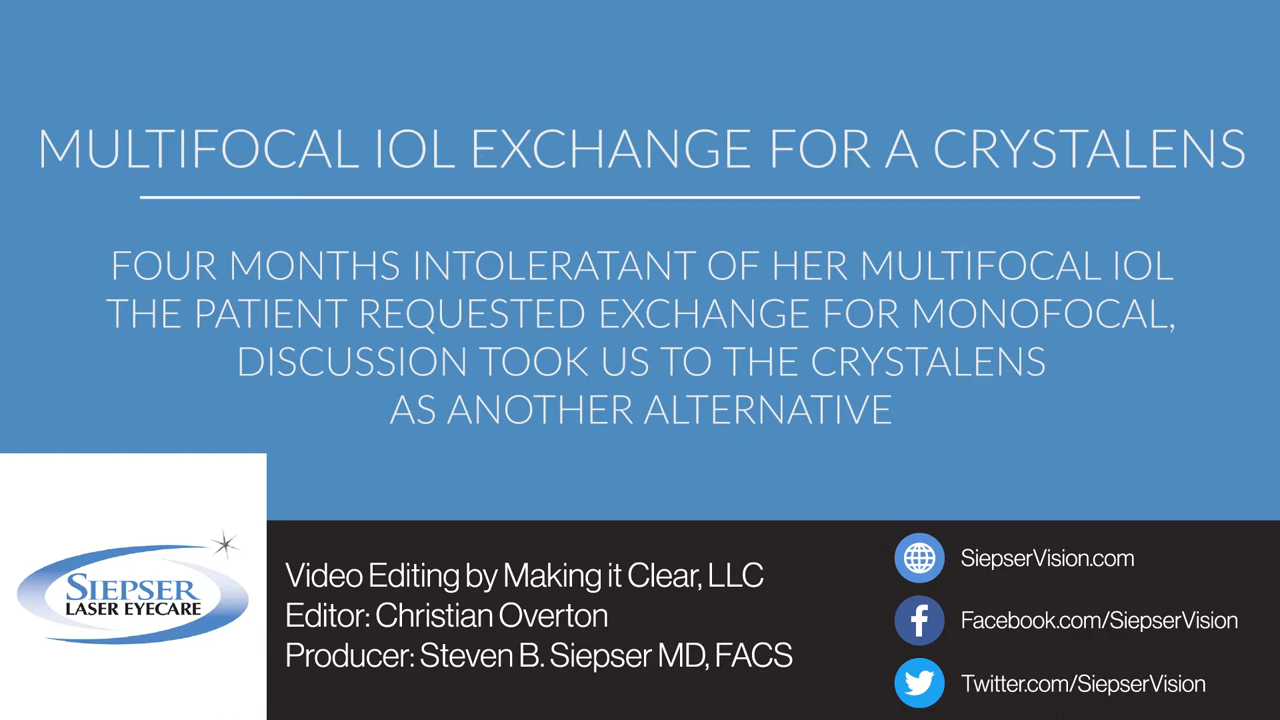 MULTIFOCAL IOL EXCHANGE FOR A CRYSTALENS
FOUR MONTHS INTOLERATANT OF HER MULTIFOCAL IOL
THE PATIENT REQUESTED EXCHANGE FOR MONOFOCAL,
DISCUSSION TOOK US TO THE CRYSTALENS
AS ANOTHER ALTERNATIVE
SIEPSER
LASER EYECARE
Video Editing by Making it Clear, LLC
Editor: Christian Overton
Producer: Steven B. Siepser MD, FACS
SiepserVision.com
Facebook.com/SiepserVision
Twitter.com/SiepserVision